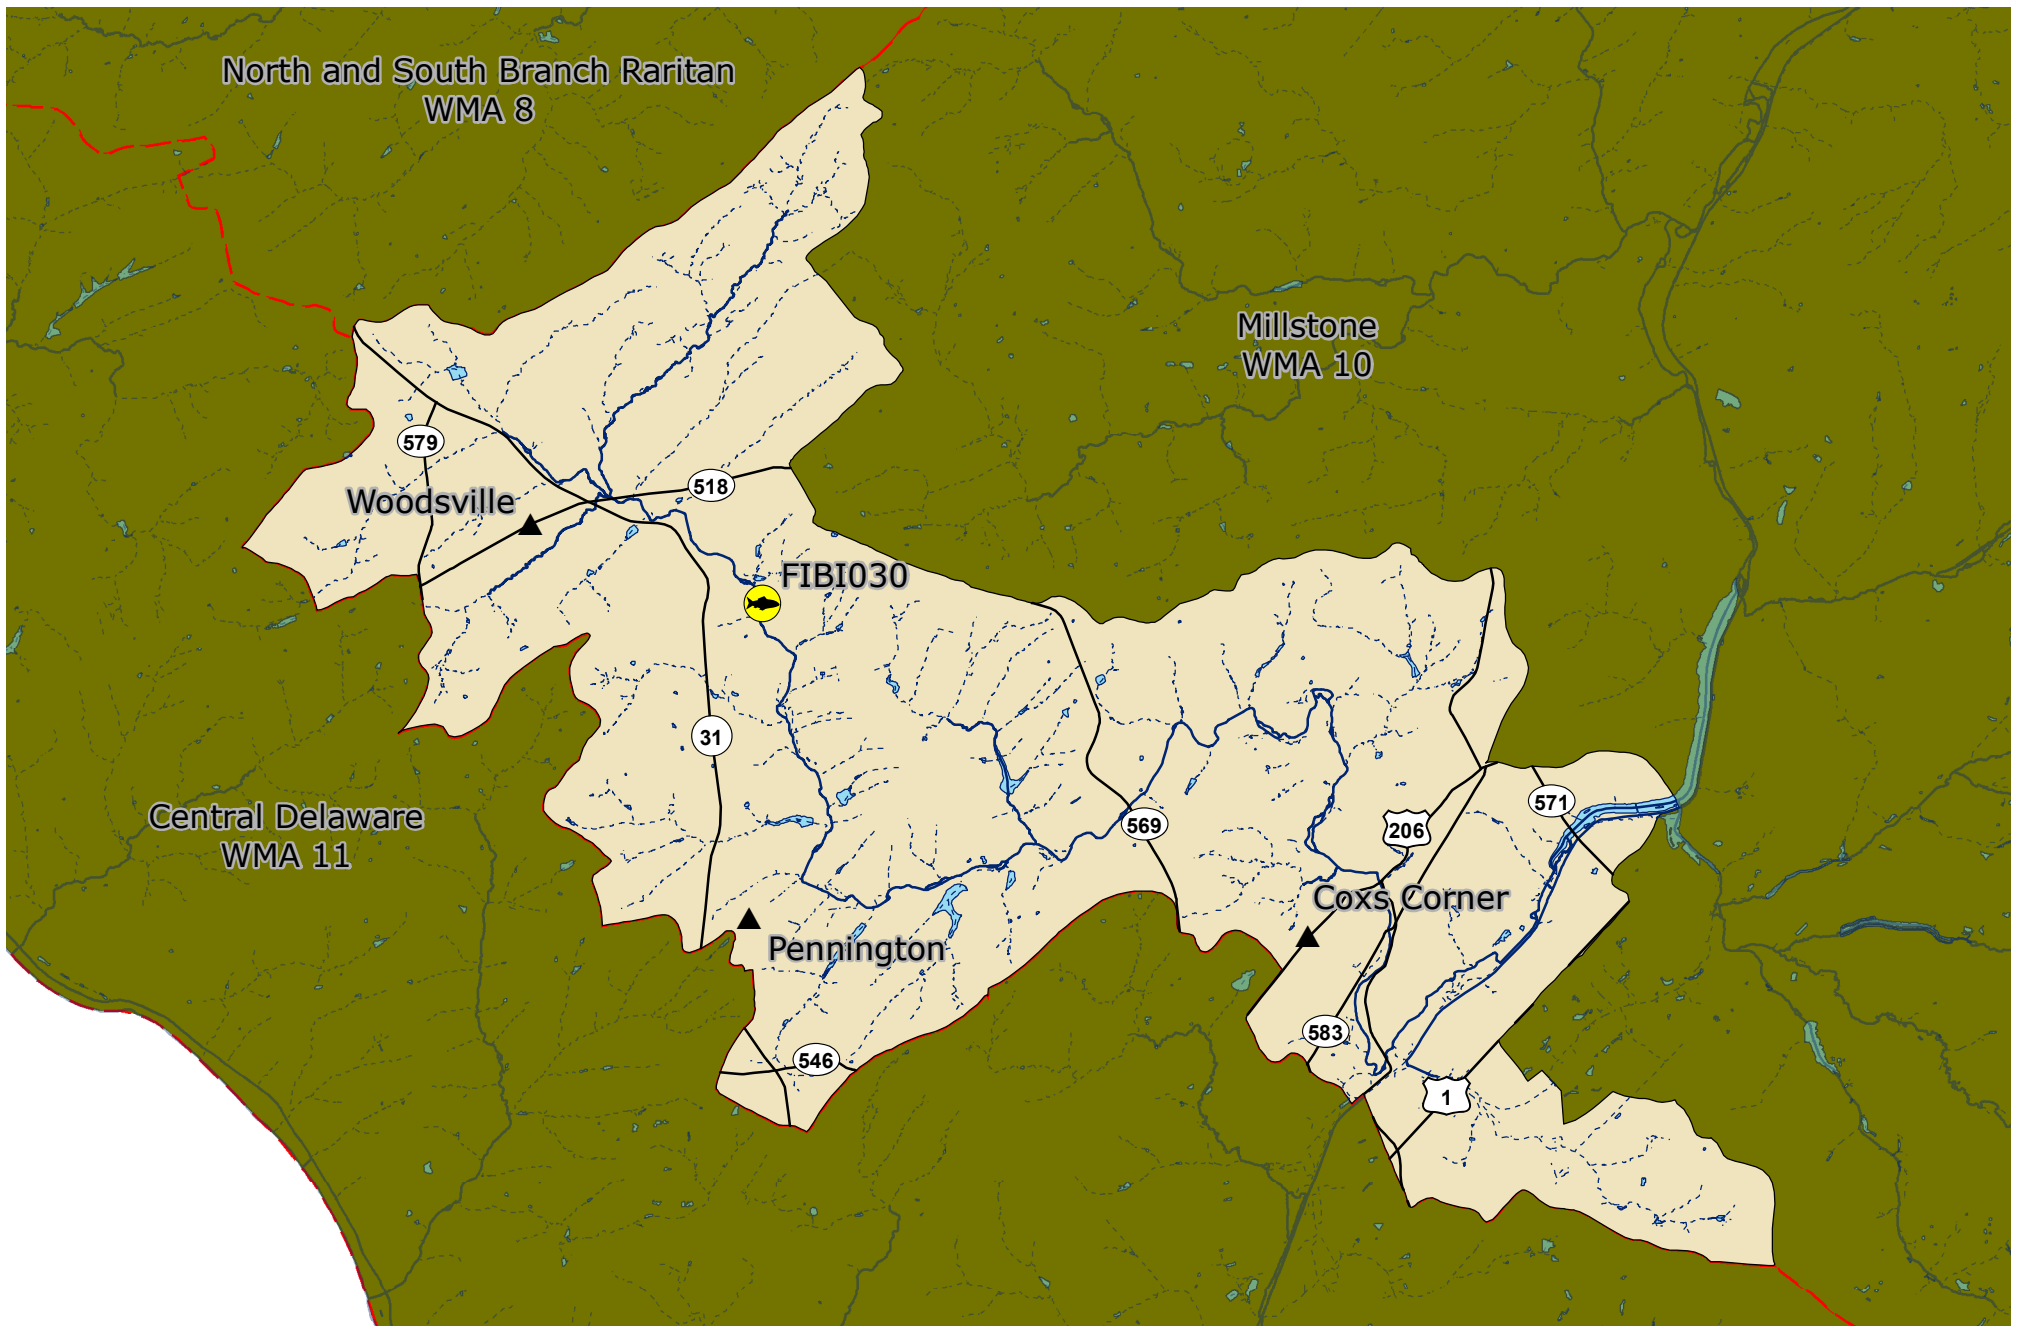 North and South Branch Raritan
WMA 8
Millstone
WMA 10
579
518
Woodsville
FIBI030
31
Central Delaware
WMA 11
569
206
571
Coxs Corner
Pennington
583
546
1